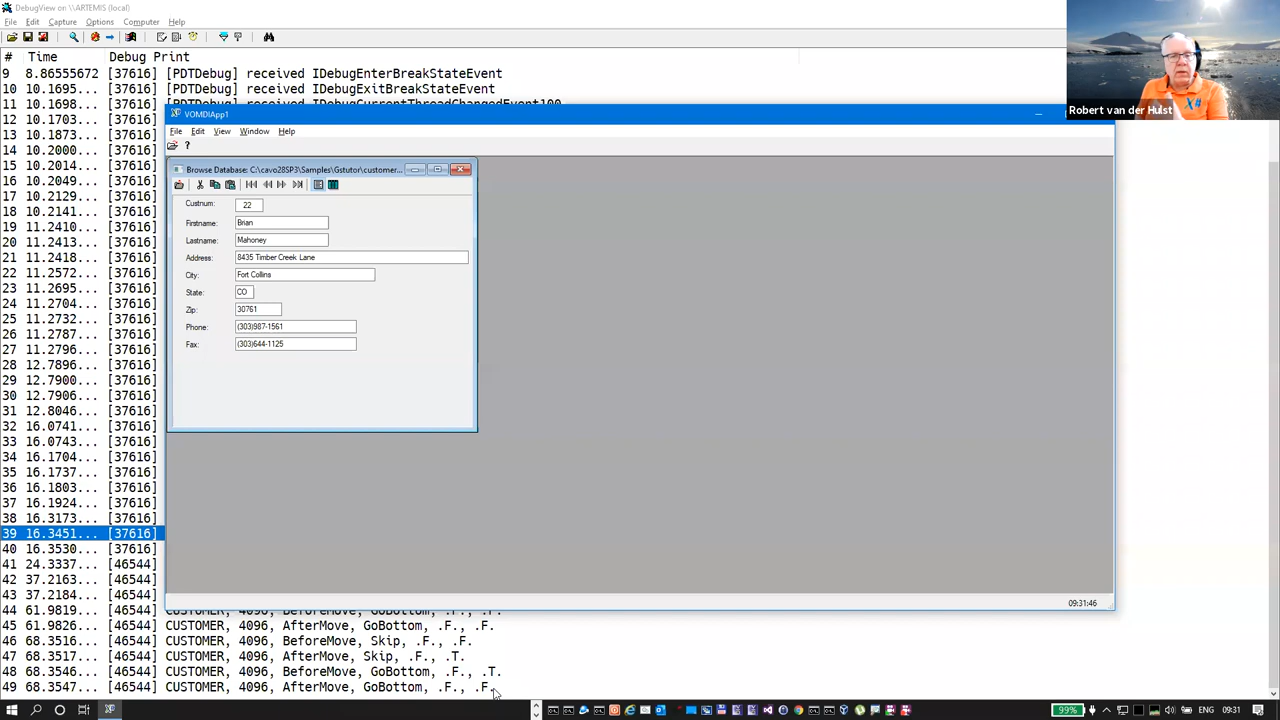 DebugView on \\ARTEMIS (local)
File Edit Capture Options Computer Help
# Time Debug Print
9 8.86555672 [37616] [PDTDebug] received IDebugEnterBreakStateEvent
10 10.1695... [37616] [PDTDebug] received IDebugExitBreakStateEvent
11 10.1698... [37616] [PDTDebug] received IDebugCurrentThreadChangedEvent100
12 10.1703... [37616]
13 10.1873... [37616]
14 10.2000... [37616]
15 10.2014... [37616]
16 10.2049... [37616]
17 10.2129... [37616]
18 10.2141... [37616]
19 11.2410... [37616]
20 11.2413... [37616]
21 11.2418... [37616]
22 11.2572... [37616]
23 11.2695... [37616]
24 11.2704... [37616]
25 11.2732... [37616]
26 11.2787... [37616]
27 11.2796... [37616]
28 12.7896... [37616]
29 12.7900... [37616]
30 12.7906... [37616]
31 12.8046... [37616]
32 16.0741... [37616]
33 16.0743... [37616]
34 16.1704... [37616]
35 16.1737... [37616]
36 16.1803... [37616]
37 16.1924... [37616]
38 16.3173... [37616]
39 16.3451... [37616]
40 16.3530... [37616]
41 24.3337... [46544]
42 37.2163... [46544]
43 37.2184... [46544]
44 61.9819... [46544] CUSTOMER, 4096, BeforeMove, GoBottom, .F., .F.
45 61.9826... [46544] CUSTOMER, 4096, AfterMove, GoBottom, .F., .F.
46 68.3516... [46544] CUSTOMER, 4096, BeforeMove, Skip, .F., .F.
47 68.3517... [46544] CUSTOMER, 4096, AfterMove, Skip, .F., .T.
48 68.3546... [46544] CUSTOMER, 4096, BeforeMove, GoBottom, .F., .T.
49 68.3547... [46544] CUSTOMER, 4096, AfterMove, GoBottom, .F., .F.
VOMDIApp1
File Edit View Window Help
Browse Database: C:\cavo28SP3\Samples\Gstutor\customer...
Custnum: 22
Firstname: Brian
Lastname: Mahoney
Address: 8435 Timber Creek Lane
City: Fort Collins
State: CO
Zip: 30761
Phone: (303)987-1561
Fax: (303)644-1125
09:31:46
X#
Robert van der Hulst
99% ENG 09:31